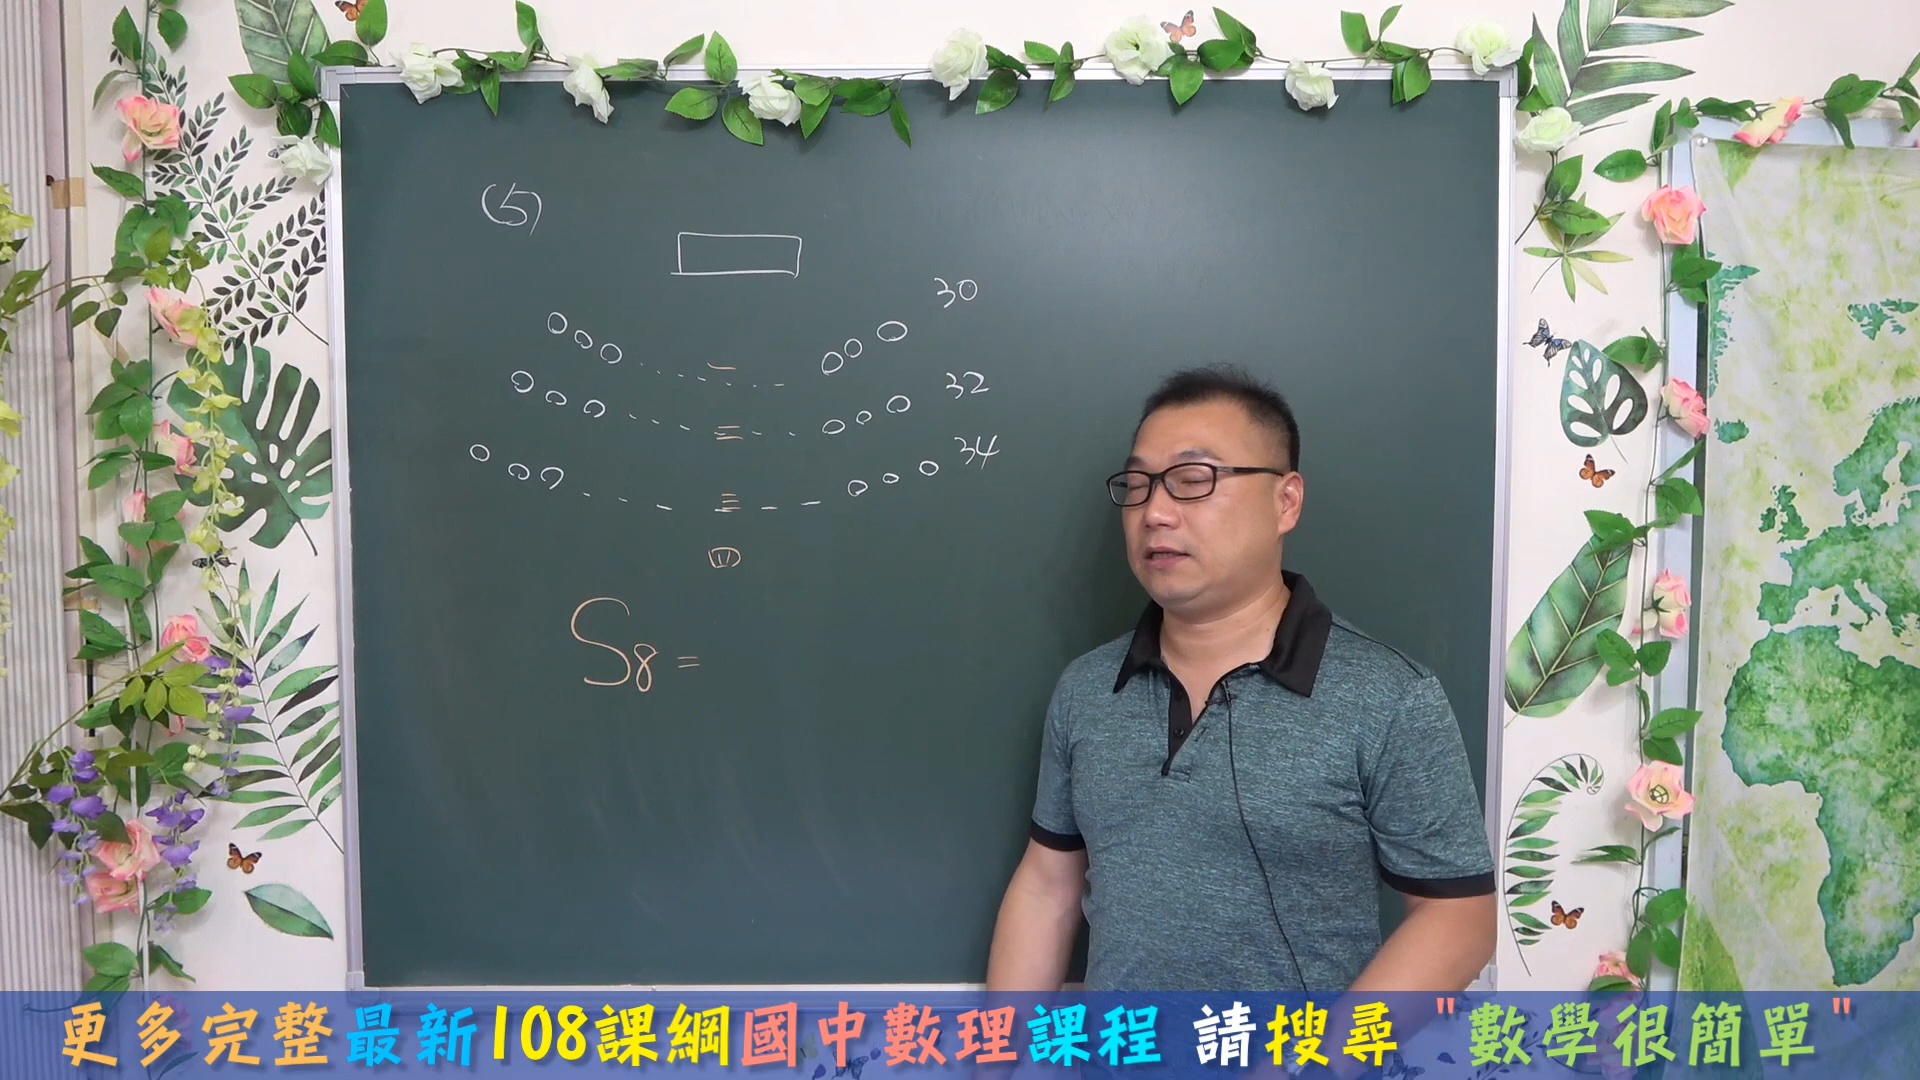 (5)
30
一
32
二
34
三
四
S8=
更多完整最新108課綱國中數理課程 請搜尋 "數學很簡單"